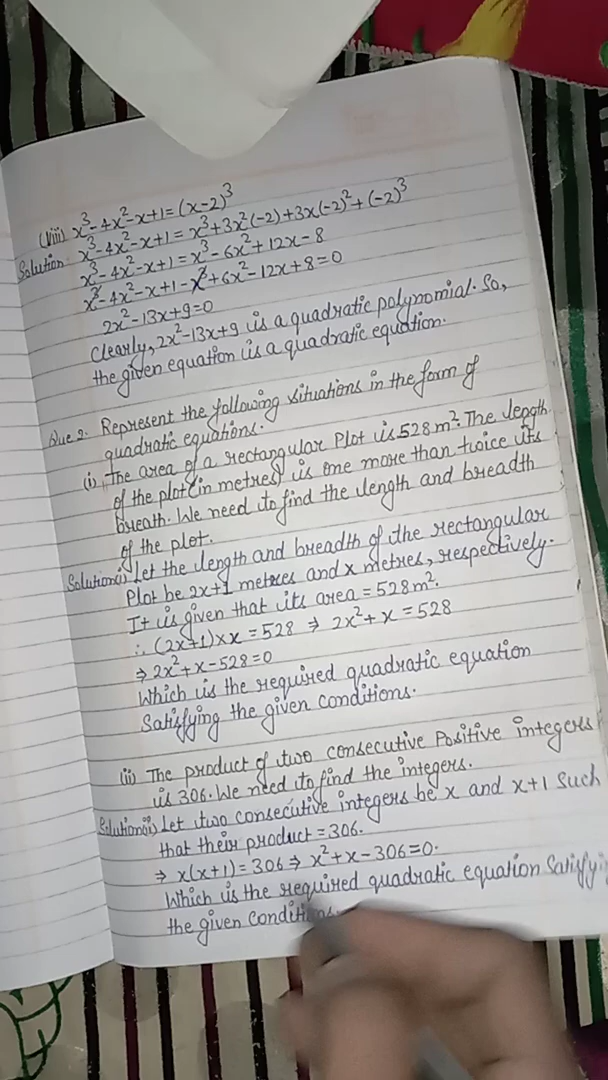 (viii) x³-4x²-x+1=(x-2)³
Solution: x³-4x²-x+1=x³+3x²(-2)+3x(-2)²+(-2)³
x³-4x²-x+1=x³-6x²+12x-8
x³-4x²-x+1-x³+6x²-12x+8=0
2x²-13x+9=0
Clearly, 2x²-13x+9 is a quadratic polynomial. So,
the given equation is a quadratic equation.
Que 2. Represent the following situations in the form of
quadratic equations.
(i) The area of a rectangular Plot is 528m². The length
of the plot (in metres) is one more than twice its
breath. We need to find the length and breadth
of the plot.
Solution(i) Let the length and breadth of the rectangular
Plot be 2x+1 metres and x metres, respectively.
It is given that its area = 528m².
∴ (2x+1)×x=528 ⇒ 2x²+x=528
⇒2x²+x-528=0
Which is the required quadratic equation
Satisfying the given conditions.
(ii) The product of two consecutive Positive integers
is 306. We need to find the integers.
Solution(ii) Let two consecutive integers be x and x+1 Such
that their product = 306.
⇒ x(x+1)=306 ⇒ x²+x-306=0.
Which is the required quadratic equation
the given